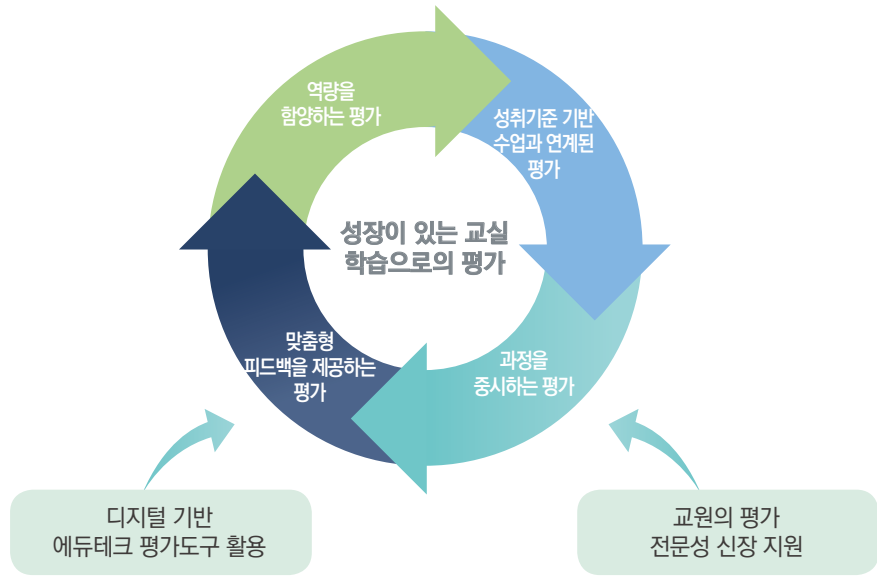 역량을
함양하는 평가
성취기준 기반
수업과 연계된
평가
성장이 있는 교실
학습으로의 평가
맞춤형
피드백을 제공하는
평가
과정을
중시하는 평가
디지털 기반
에듀테크 평가도구 활용
교원의 평가
전문성 신장 지원